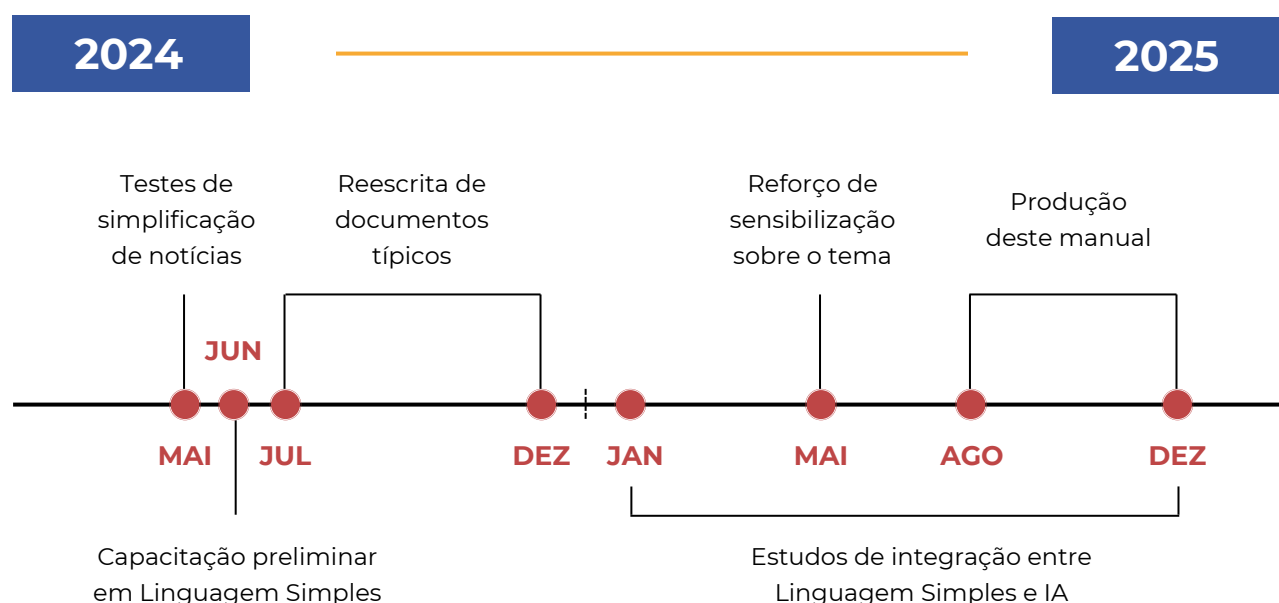 2024
2025
Testes de
simplificação
de notícias
Reescrita de
documentos
típicos
Reforço de
sensibilização
sobre o tema
Produção
deste manual
JUN
MAI
JUL
DEZ
JAN
MAI
AGO
DEZ
Capacitação preliminar
em Linguagem Simples
Estudos de integração entre
Linguagem Simples e IA